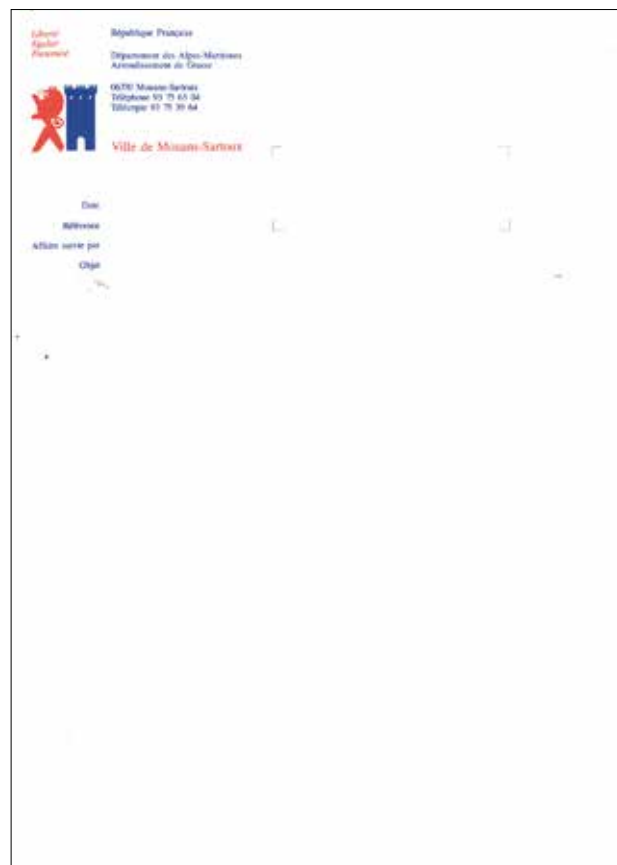 Liberté
Egalité
Fraternité
République Française
Département des Alpes-Maritimes
Arrondissement de Grasse
06370 Mouans-Sartoux
Téléphone 93 75 65 04
Télécopie 93 75 39 64
Ville de Mouans-Sartoux
Date
Référence
Affaire suivie par
Objet